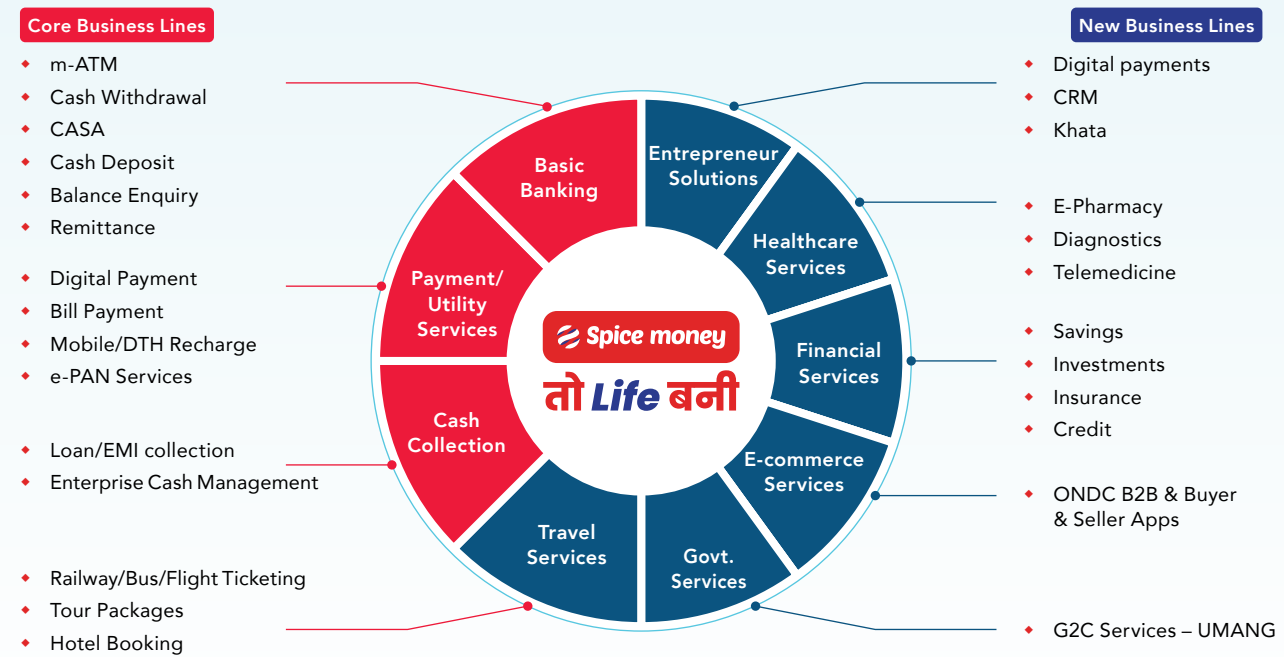 Core Business Lines
m-ATM
Cash Withdrawal
CASA
Cash Deposit
Balance Enquiry
Remittance
Digital Payment
Bill Payment
Mobile/DTH Recharge
e-PAN Services
Loan/EMI collection
Enterprise Cash Management
Railway/Bus/Flight Ticketing
Tour Packages
Hotel Booking
Basic
Banking
Payment/
Utility
Services
Cash
Collection
Travel
Services
Entrepreneur
Solutions
Healthcare
Services
Financial
Services
E-commerce
Services
Govt.
Services
Spice money
तो Life बनी
New Business Lines
Digital payments
CRM
Khata
E-Pharmacy
Diagnostics
Telemedicine
Savings
Investments
Insurance
Credit
ONDC B2B & Buyer
& Seller Apps
G2C Services – UMANG